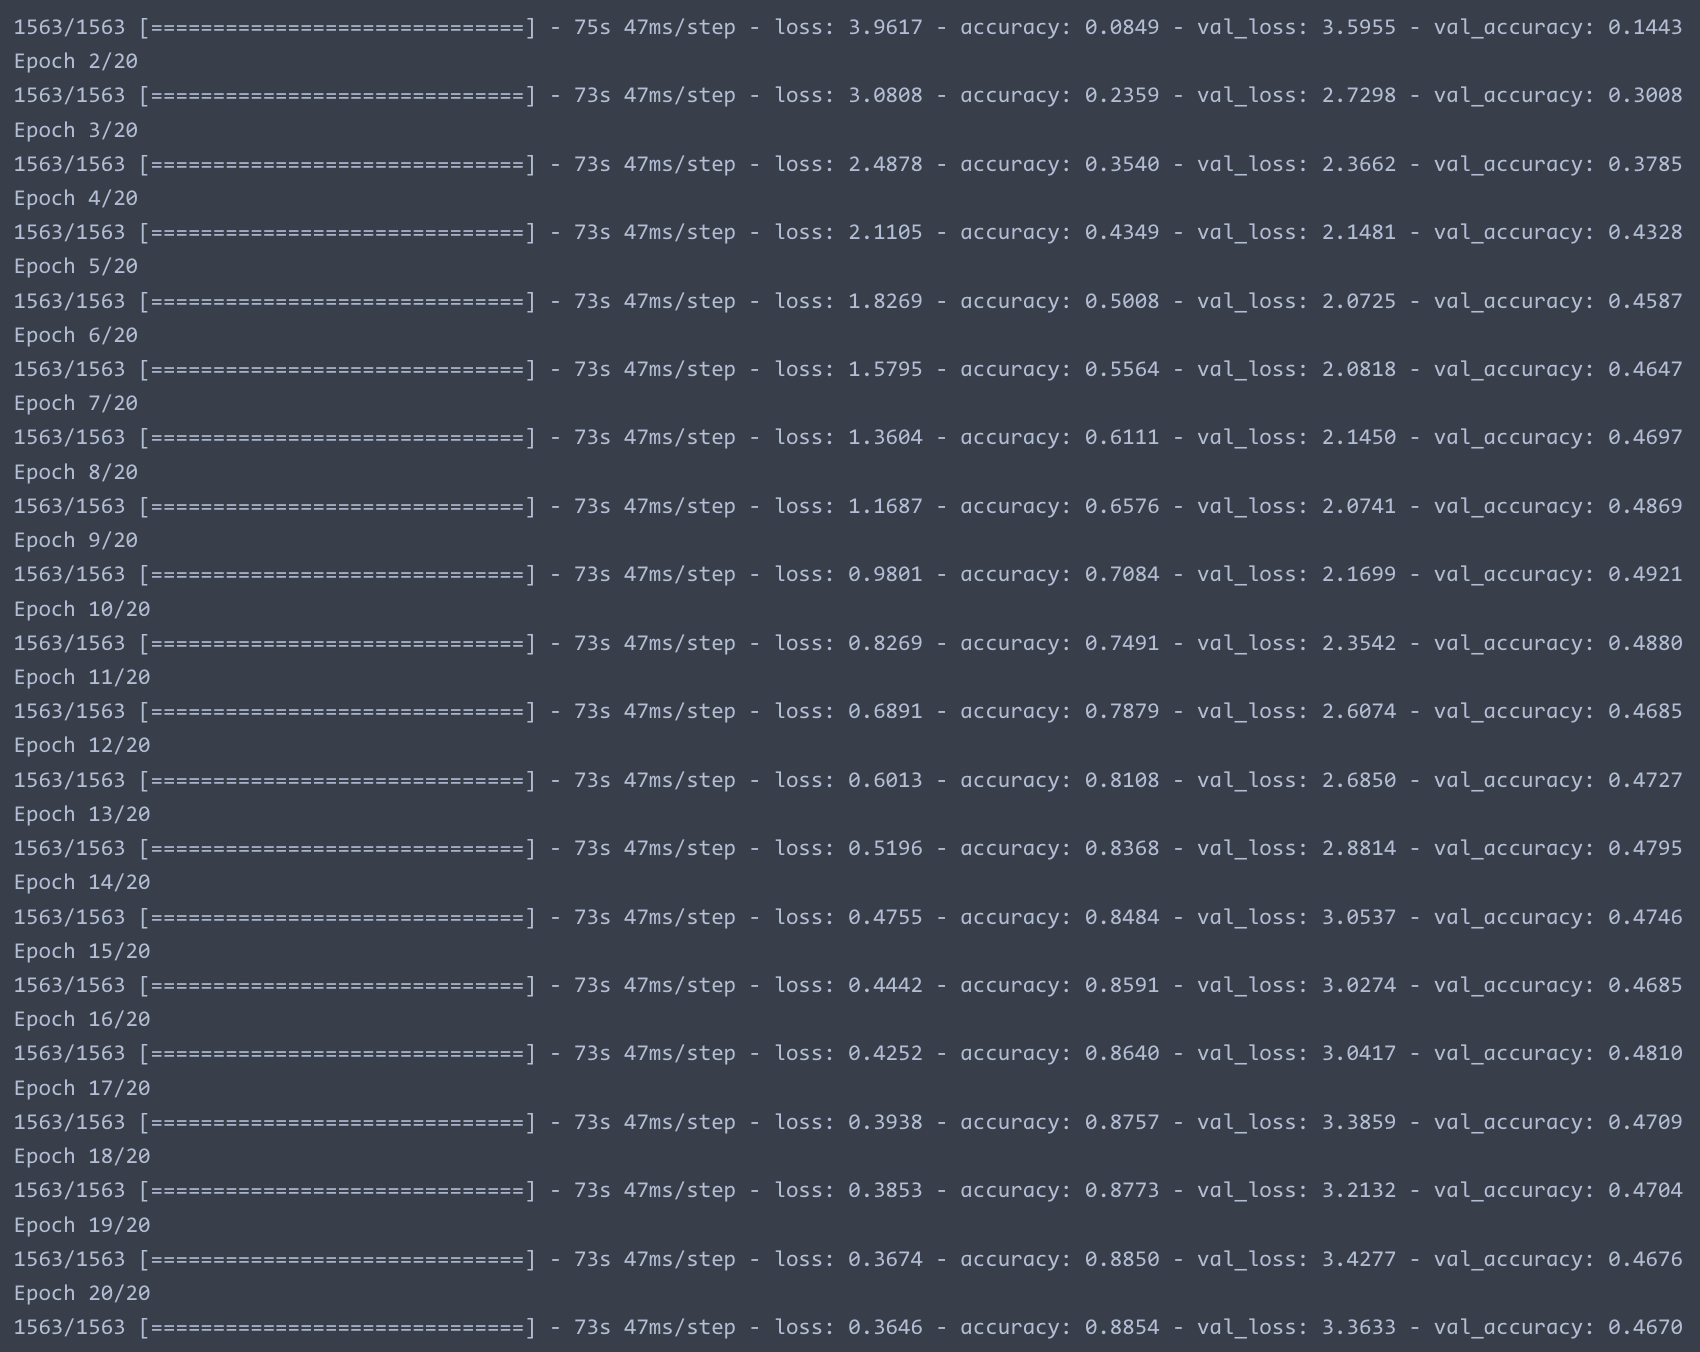 1563/1563 [==============================] - 75s 47ms/step - loss: 3.9617 - accuracy: 0.0849 - val_loss: 3.5955 - val_accuracy: 0.1443
Epoch 2/20
1563/1563 [==============================] - 73s 47ms/step - loss: 3.0808 - accuracy: 0.2359 - val_loss: 2.7298 - val_accuracy: 0.3008
Epoch 3/20
1563/1563 [==============================] - 73s 47ms/step - loss: 2.4878 - accuracy: 0.3540 - val_loss: 2.3662 - val_accuracy: 0.3785
Epoch 4/20
1563/1563 [==============================] - 73s 47ms/step - loss: 2.1105 - accuracy: 0.4349 - val_loss: 2.1481 - val_accuracy: 0.4328
Epoch 5/20
1563/1563 [==============================] - 73s 47ms/step - loss: 1.8269 - accuracy: 0.5008 - val_loss: 2.0725 - val_accuracy: 0.4587
Epoch 6/20
1563/1563 [==============================] - 73s 47ms/step - loss: 1.5795 - accuracy: 0.5564 - val_loss: 2.0818 - val_accuracy: 0.4647
Epoch 7/20
1563/1563 [==============================] - 73s 47ms/step - loss: 1.3604 - accuracy: 0.6111 - val_loss: 2.1450 - val_accuracy: 0.4697
Epoch 8/20
1563/1563 [==============================] - 73s 47ms/step - loss: 1.1687 - accuracy: 0.6576 - val_loss: 2.0741 - val_accuracy: 0.4869
Epoch 9/20
1563/1563 [==============================] - 73s 47ms/step - loss: 0.9801 - accuracy: 0.7084 - val_loss: 2.1699 - val_accuracy: 0.4921
Epoch 10/20
1563/1563 [==============================] - 73s 47ms/step - loss: 0.8269 - accuracy: 0.7491 - val_loss: 2.3542 - val_accuracy: 0.4880
Epoch 11/20
1563/1563 [==============================] - 73s 47ms/step - loss: 0.6891 - accuracy: 0.7879 - val_loss: 2.6074 - val_accuracy: 0.4685
Epoch 12/20
1563/1563 [==============================] - 73s 47ms/step - loss: 0.6013 - accuracy: 0.8108 - val_loss: 2.6850 - val_accuracy: 0.4727
Epoch 13/20
1563/1563 [==============================] - 73s 47ms/step - loss: 0.5196 - accuracy: 0.8368 - val_loss: 2.8814 - val_accuracy: 0.4795
Epoch 14/20
1563/1563 [==============================] - 73s 47ms/step - loss: 0.4755 - accuracy: 0.8484 - val_loss: 3.0537 - val_accuracy: 0.4746
Epoch 15/20
1563/1563 [==============================] - 73s 47ms/step - loss: 0.4442 - accuracy: 0.8591 - val_loss: 3.0274 - val_accuracy: 0.4685
Epoch 16/20
1563/1563 [==============================] - 73s 47ms/step - loss: 0.4252 - accuracy: 0.8640 - val_loss: 3.0417 - val_accuracy: 0.4810
Epoch 17/20
1563/1563 [==============================] - 73s 47ms/step - loss: 0.3938 - accuracy: 0.8757 - val_loss: 3.3859 - val_accuracy: 0.4709
Epoch 18/20
1563/1563 [==============================] - 73s 47ms/step - loss: 0.3853 - accuracy: 0.8773 - val_loss: 3.2132 - val_accuracy: 0.4704
Epoch 19/20
1563/1563 [==============================] - 73s 47ms/step - loss: 0.3674 - accuracy: 0.8850 - val_loss: 3.4277 - val_accuracy: 0.4676
Epoch 20/20
1563/1563 [==============================] - 73s 47ms/step - loss: 0.3646 - accuracy: 0.8854 - val_loss: 3.3633 - val_accuracy: 0.4670